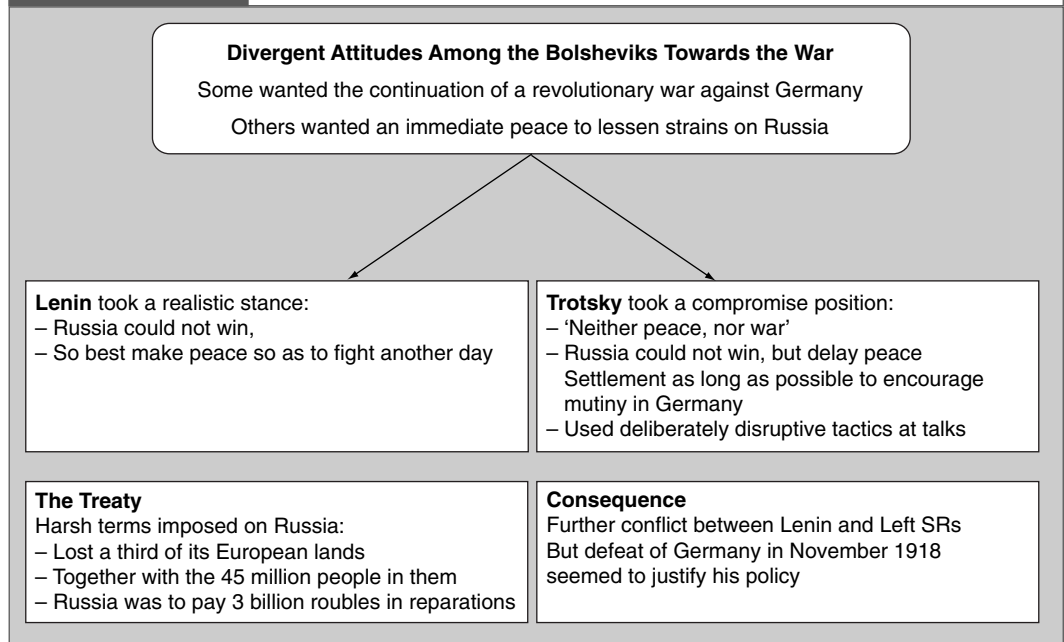 Divergent Attitudes Among the Bolsheviks Towards the War
Some wanted the continuation of a revolutionary war against Germany
Others wanted an immediate peace to lessen strains on Russia
Lenin took a realistic stance:
– Russia could not win,
– So best make peace so as to fight another day
Trotsky took a compromise position:
– ‘Neither peace, nor war’
– Russia could not win, but delay peace
Settlement as long as possible to encourage
mutiny in Germany
– Used deliberately disruptive tactics at talks
The Treaty
Harsh terms imposed on Russia:
– Lost a third of its European lands
– Together with the 45 million people in them
– Russia was to pay 3 billion roubles in reparations
Consequence
Further conflict between Lenin and Left SRs
But defeat of Germany in November 1918
seemed to justify his policy